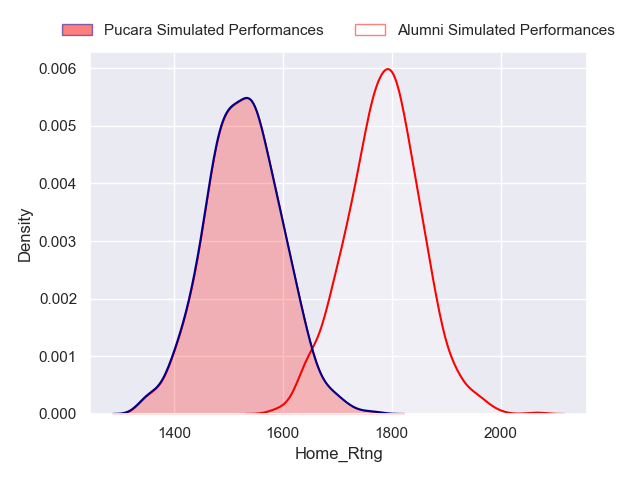 Pucara Simulated Performances
Alumni Simulated Performances
0.006
0.005
0.004
0.003
0.002
0.001
0.000
Density
1400 1600 1800 2000
Home_Rtng